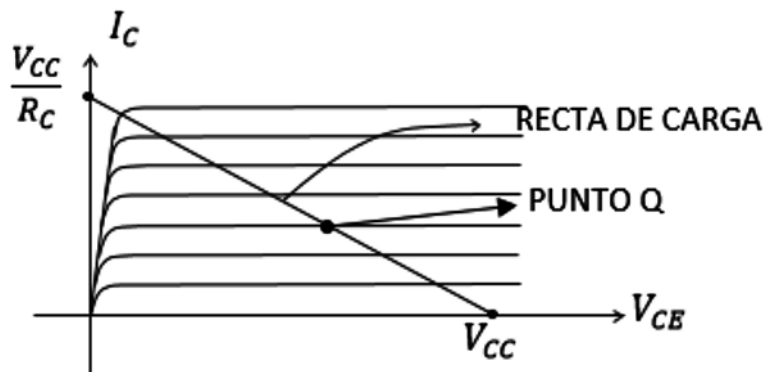 I_C
V_CC
R_C
RECTA DE CARGA
PUNTO Q
V_CE
V_CC